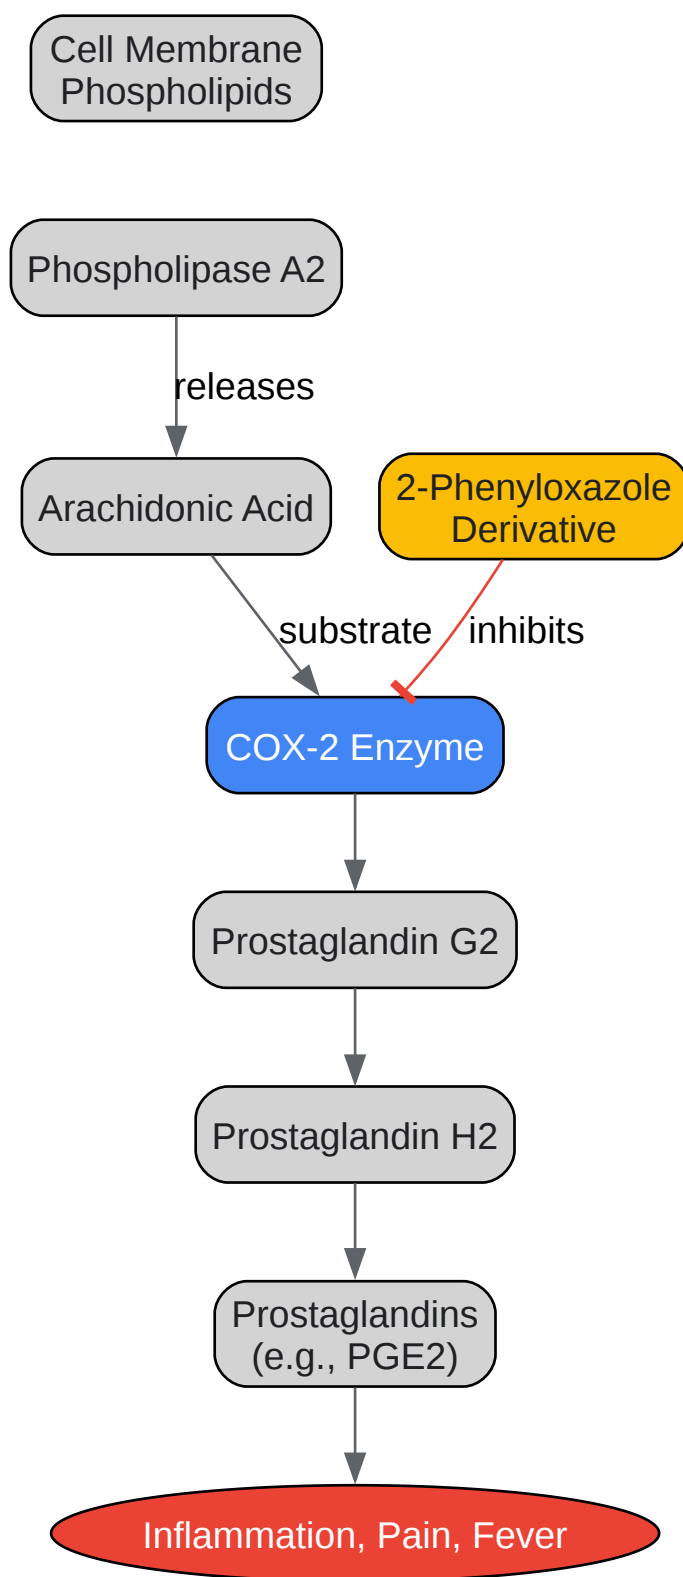 Cell Membrane
Phospholipids
Phospholipase A2
releases
Arachidonic Acid
2-Phenyloxazole
Derivative
substrate
inhibits
COX-2 Enzyme
Prostaglandin G2
Prostaglandin H2
Prostaglandins
(e.g., PGE2)
Inflammation, Pain, Fever